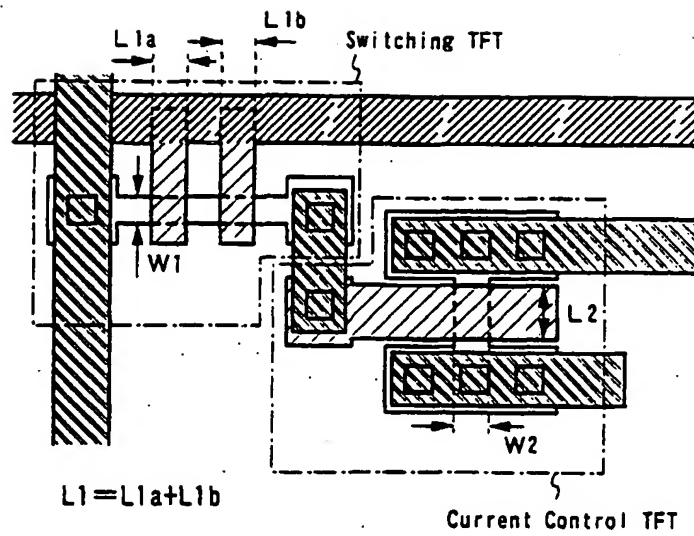 L1a
L1b
Switching TFT
W1
L2
W2
L1=L1a+L1b
Current Control TFT